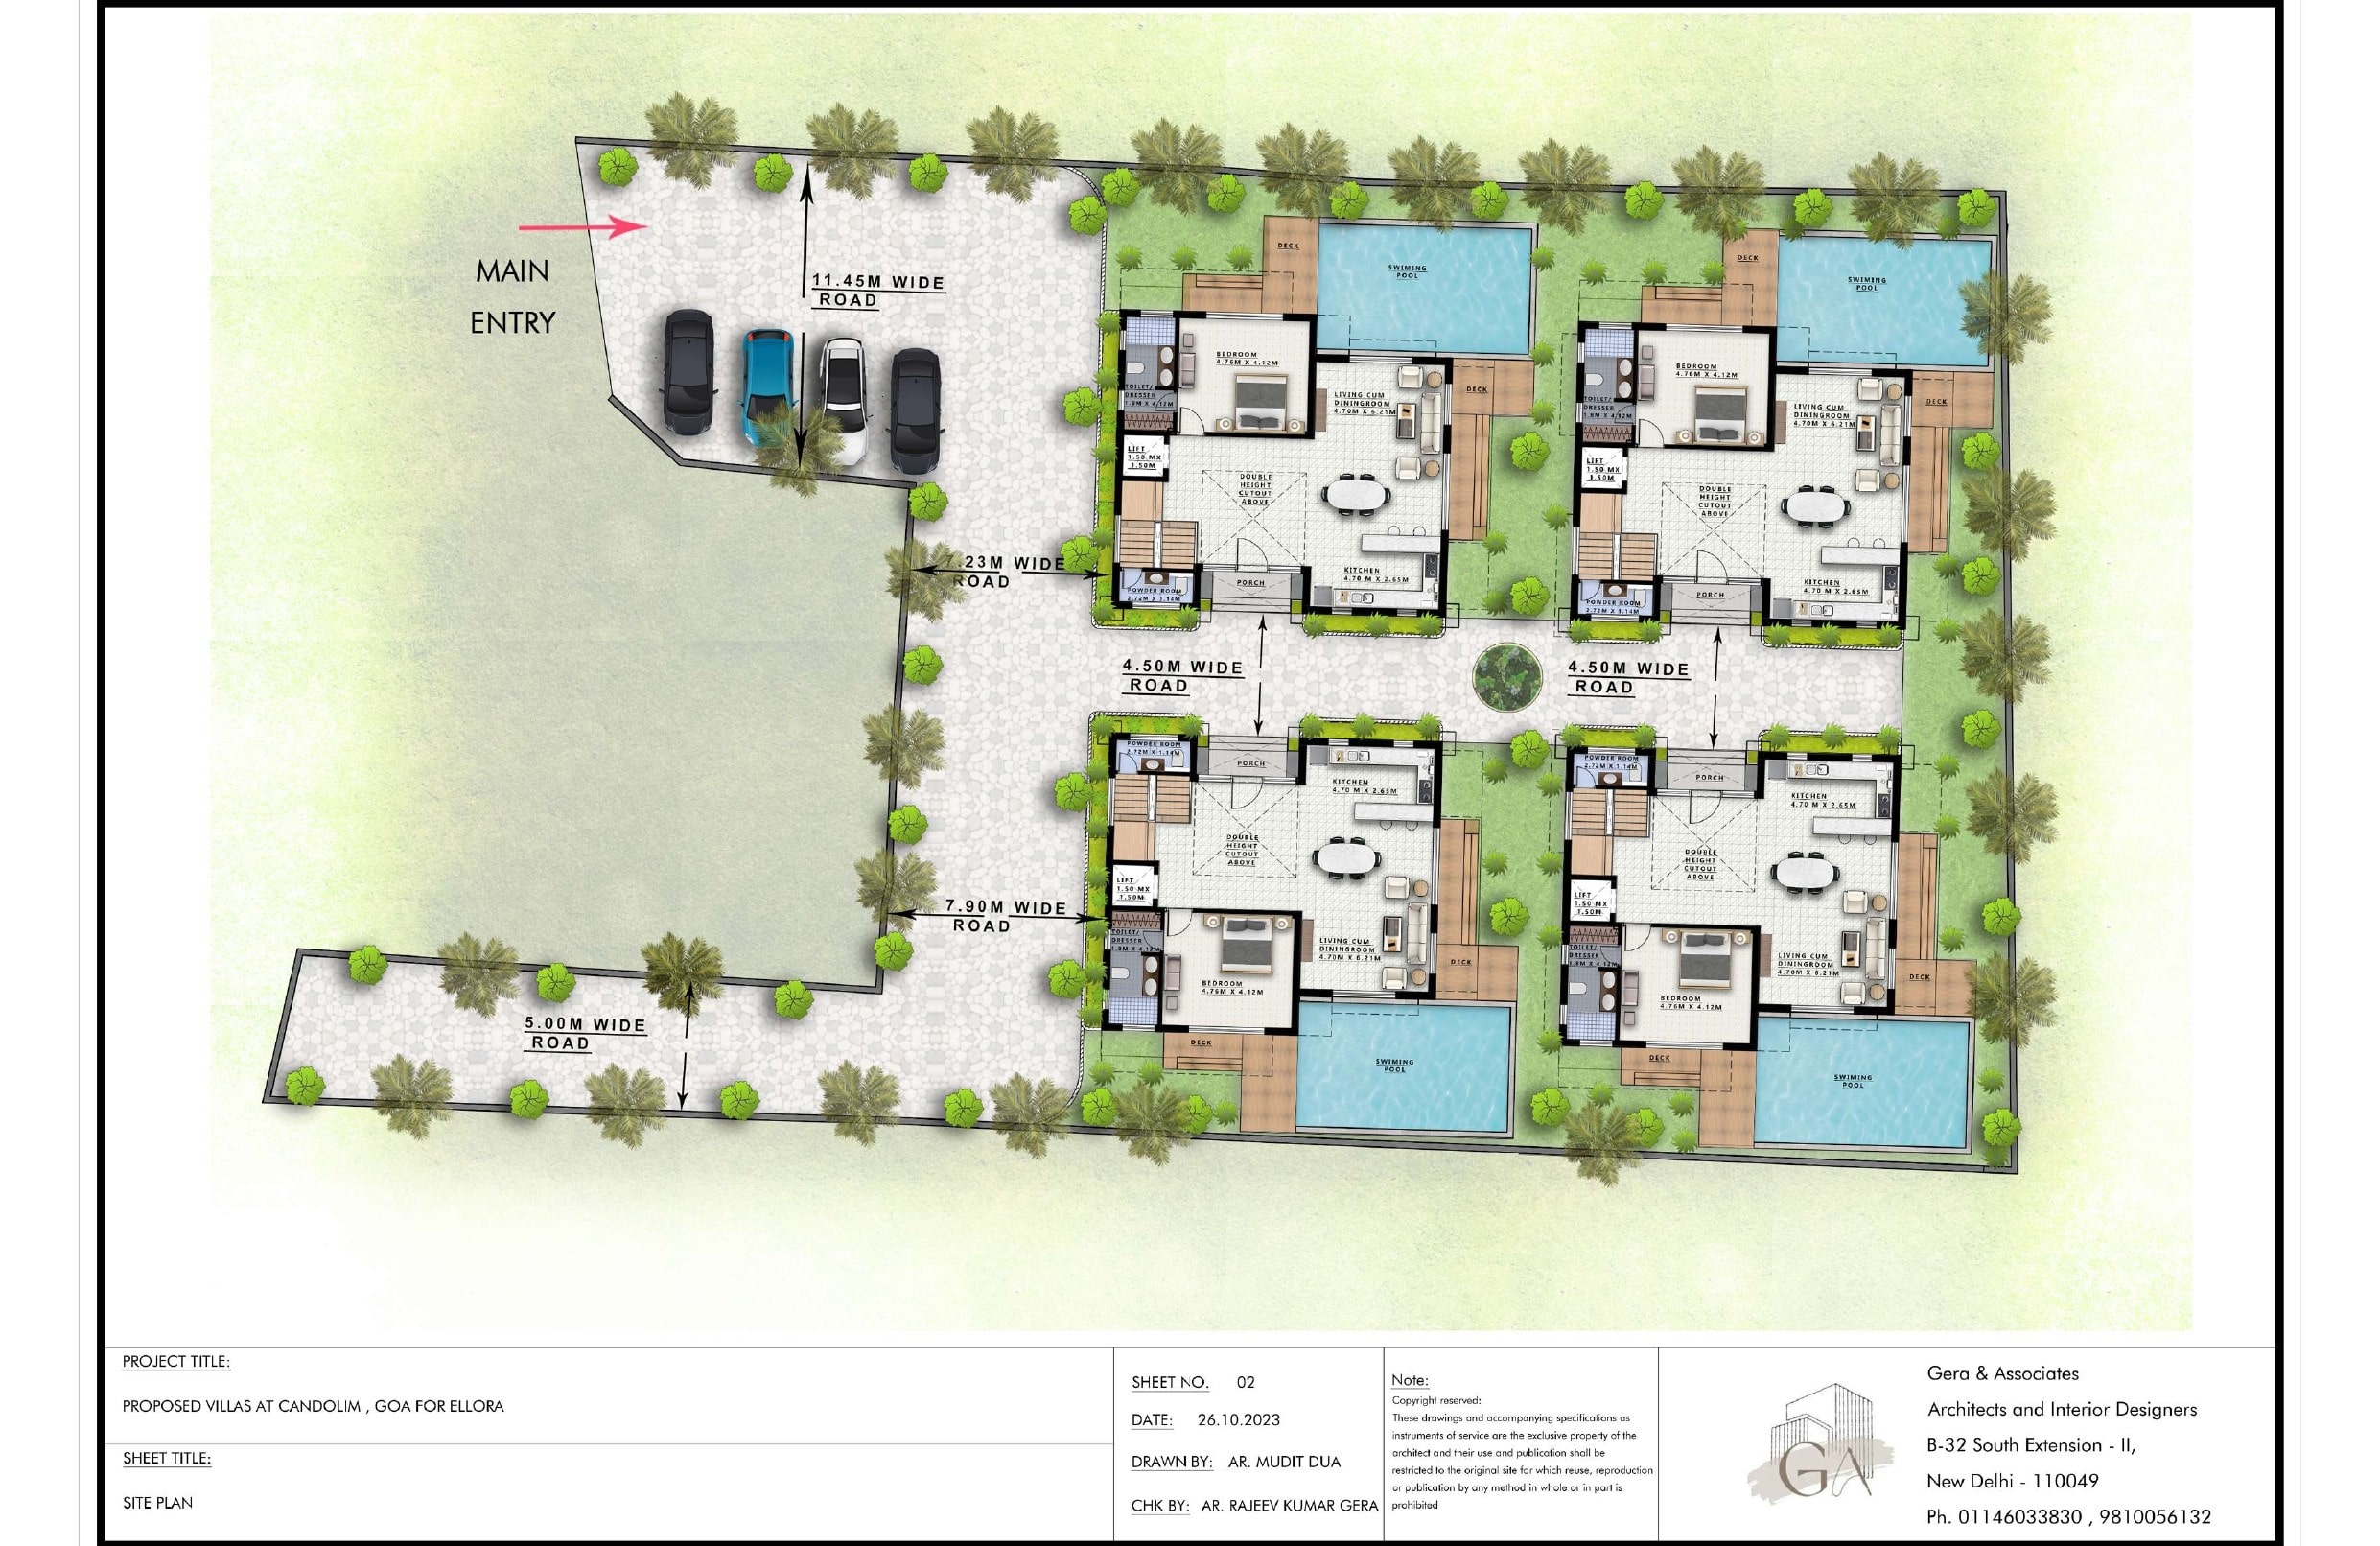 MAIN
ENTRY
11.45M WIDE
ROAD
.23M WIDE
ROAD
7.90M WIDE
ROAD
5.00M WIDE
ROAD
4.50M WIDE
ROAD
4.50M WIDE
ROAD
DECK
SWIMING
POOL
BEDROOM
4.76M X 4.12M
TOILET/
DRESSER
1.8M X 4.12M
LIVING CUM
DININGROOM
4.70M X 6.21M
DECK
LIFT
1.50 MX
1.50M
DOUBLE
HEIGHT
CUTOUT
ABOVE
KITCHEN
4.70 M X 2.65M
PORCH
POWDER ROOM
2.72M X 1.14M
DECK
SWIMING
POOL
BEDROOM
4.76M X 4.12M
TOILET/
DRESSER
1.8M X 4.12M
LIVING CUM
DININGROOM
4.70M X 6.21M
DECK
LIFT
1.50 MX
1.50M
DOUBLE
HEIGHT
CUTOUT
ABOVE
KITCHEN
4.70 M X 2.65M
PORCH
POWDER ROOM
2.72M X 1.14M
POWDER ROOM
2.72M X 1.14M
PORCH
KITCHEN
4.70 M X 2.65M
DOUBLE
HEIGHT
CUTOUT
ABOVE
LIFT
1.50 MX
1.50M
TOILET/
DRESSER
1.8M X 4.12M
LIVING CUM
DININGROOM
4.70M X 6.21M
DECK
BEDROOM
4.76M X 4.12M
DECK
SWIMING
POOL
POWDER ROOM
2.72M X 1.14M
PORCH
KITCHEN
4.70 M X 2.65M
DOUBLE
HEIGHT
CUTOUT
ABOVE
LIFT
1.50 MX
1.50M
TOILET/
DRESSER
1.8M X 4.12M
LIVING CUM
DININGROOM
4.70M X 6.21M
DECK
BEDROOM
4.76M X 4.12M
DECK
SWIMING
POOL
PROJECT TITLE:
PROPOSED VILLAS AT CANDOLIM , GOA FOR ELLORA
SHEET TITLE:
SITE PLAN
SHEET NO. 02
DATE: 26.10.2023
DRAWN BY: AR. MUDIT DUA
CHK BY: AR. RAJEEV KUMAR GERA
Note:
Copyright reserved:
These drawings and accompanying specifications as
instruments of service are the exclusive property of the
architect and their use and publication shall be
restricted to the original site for which reuse, reproduction
or publication by any method in whole or in part is
prohibited
GA
Gera & Associates
Architects and Interior Designers
B-32 South Extension - II,
New Delhi - 110049
Ph. 01146033830 , 9810056132